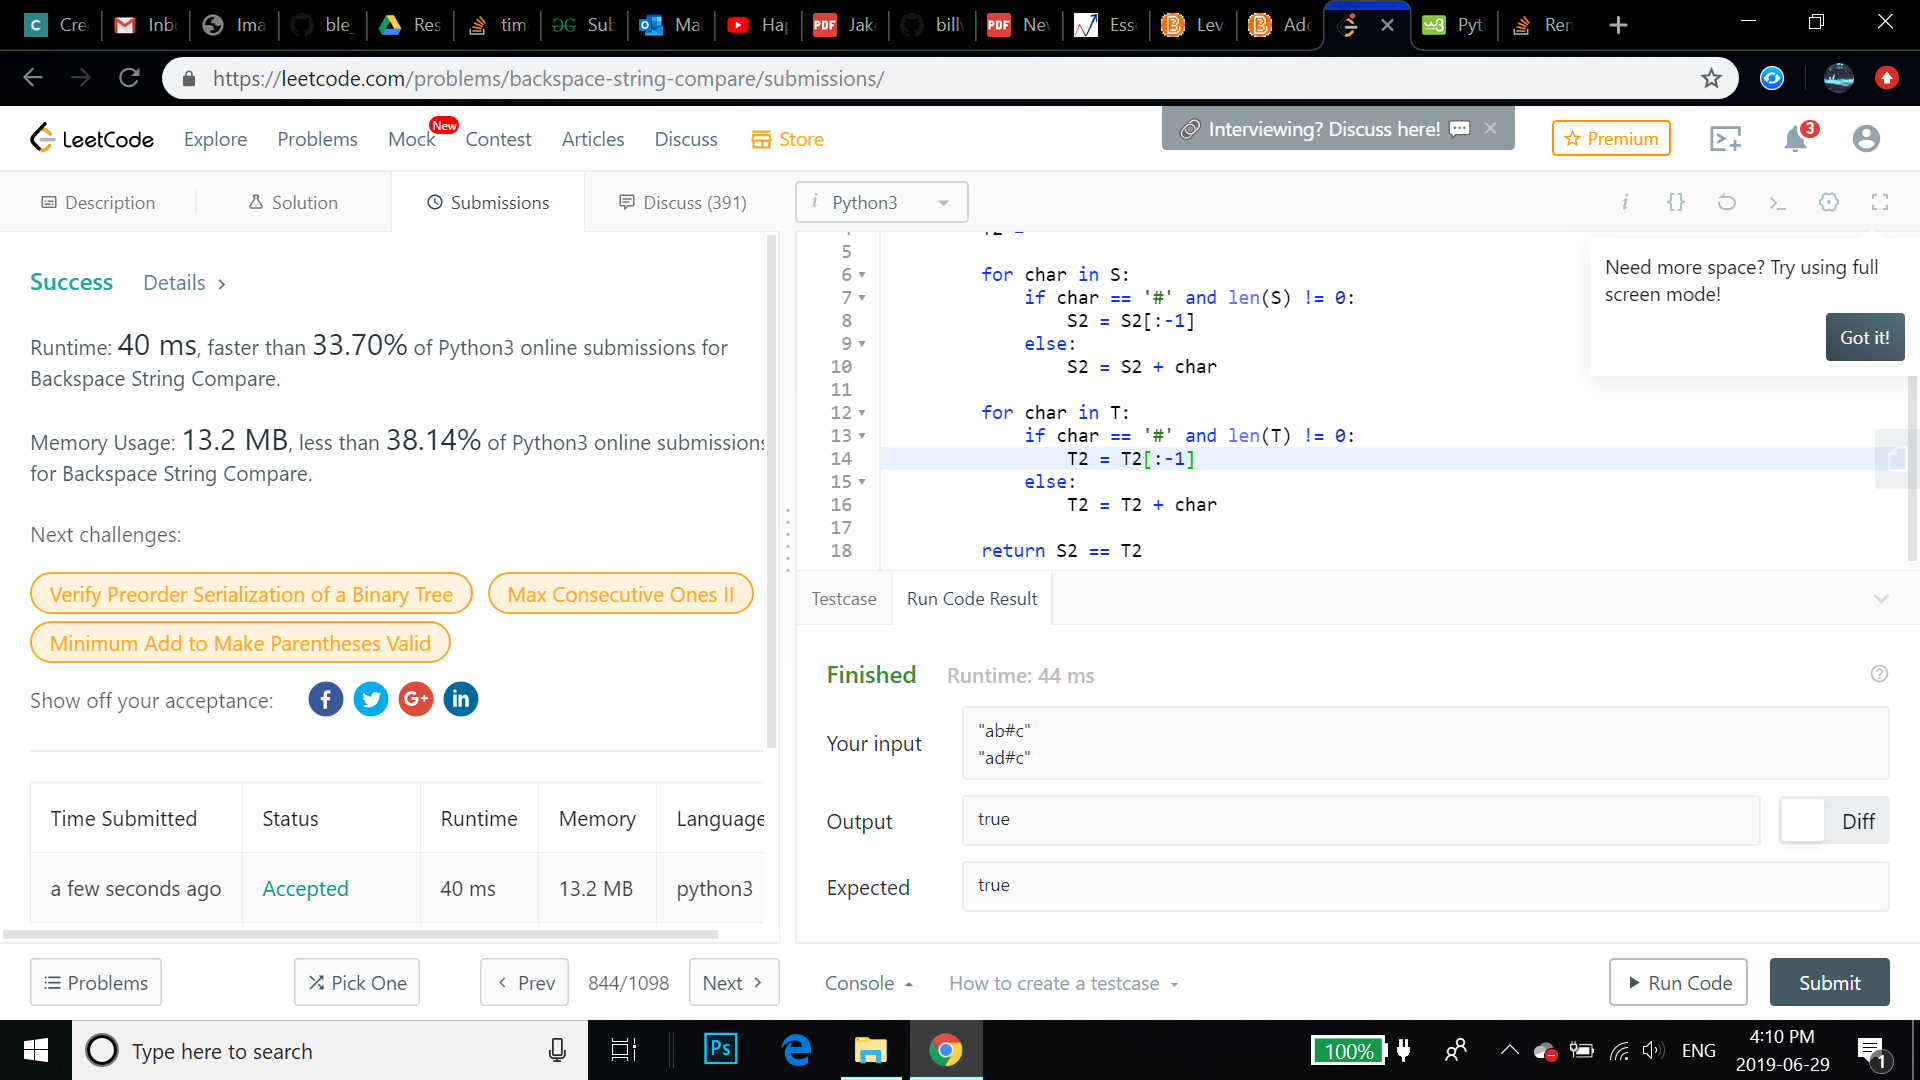 Cre
Inbo
Ima
ble_
Res
tim
Sub
Mai
Hap
PDF Jak
billy
PDF Nev
Ess
Lev
Add
Pyt
Ren
https://leetcode.com/problems/backspace-string-compare/submissions/
LeetCode Explore Problems Mock New Contest Articles Discuss Store
Interviewing? Discuss here!
Premium
3
Description Solution Submissions Discuss (391)
Python3
Success Details >
Runtime: 40 ms, faster than 33.70% of Python3 online submissions for
Backspace String Compare.
Memory Usage: 13.2 MB, less than 38.14% of Python3 online submissions
for Backspace String Compare.
Next challenges:
Verify Preorder Serialization of a Binary Tree
Max Consecutive Ones II
Minimum Add to Make Parentheses Valid
Show off your acceptance:
Time Submitted Status Runtime Memory Language
a few seconds ago Accepted 40 ms 13.2 MB python3
Problems Pick One < Prev 844/1098 Next >
5
6 for char in S:
7 if char == '#' and len(S) != 0:
8 S2 = S2[:-1]
9 else:
10 S2 = S2 + char
11
12 for char in T:
13 if char == '#' and len(T) != 0:
14 T2 = T2[:-1]
15 else:
16 T2 = T2 + char
17
18 return S2 == T2
Need more space? Try using full
screen mode!
Got it!
Testcase Run Code Result
Finished Runtime: 44 ms
Your input
"ab#c"
"ad#c"
Output true
Diff
Expected true
Console How to create a testcase
Run Code Submit
Type here to search
Ps
100%
ENG
4:10 PM
2019-06-29
1